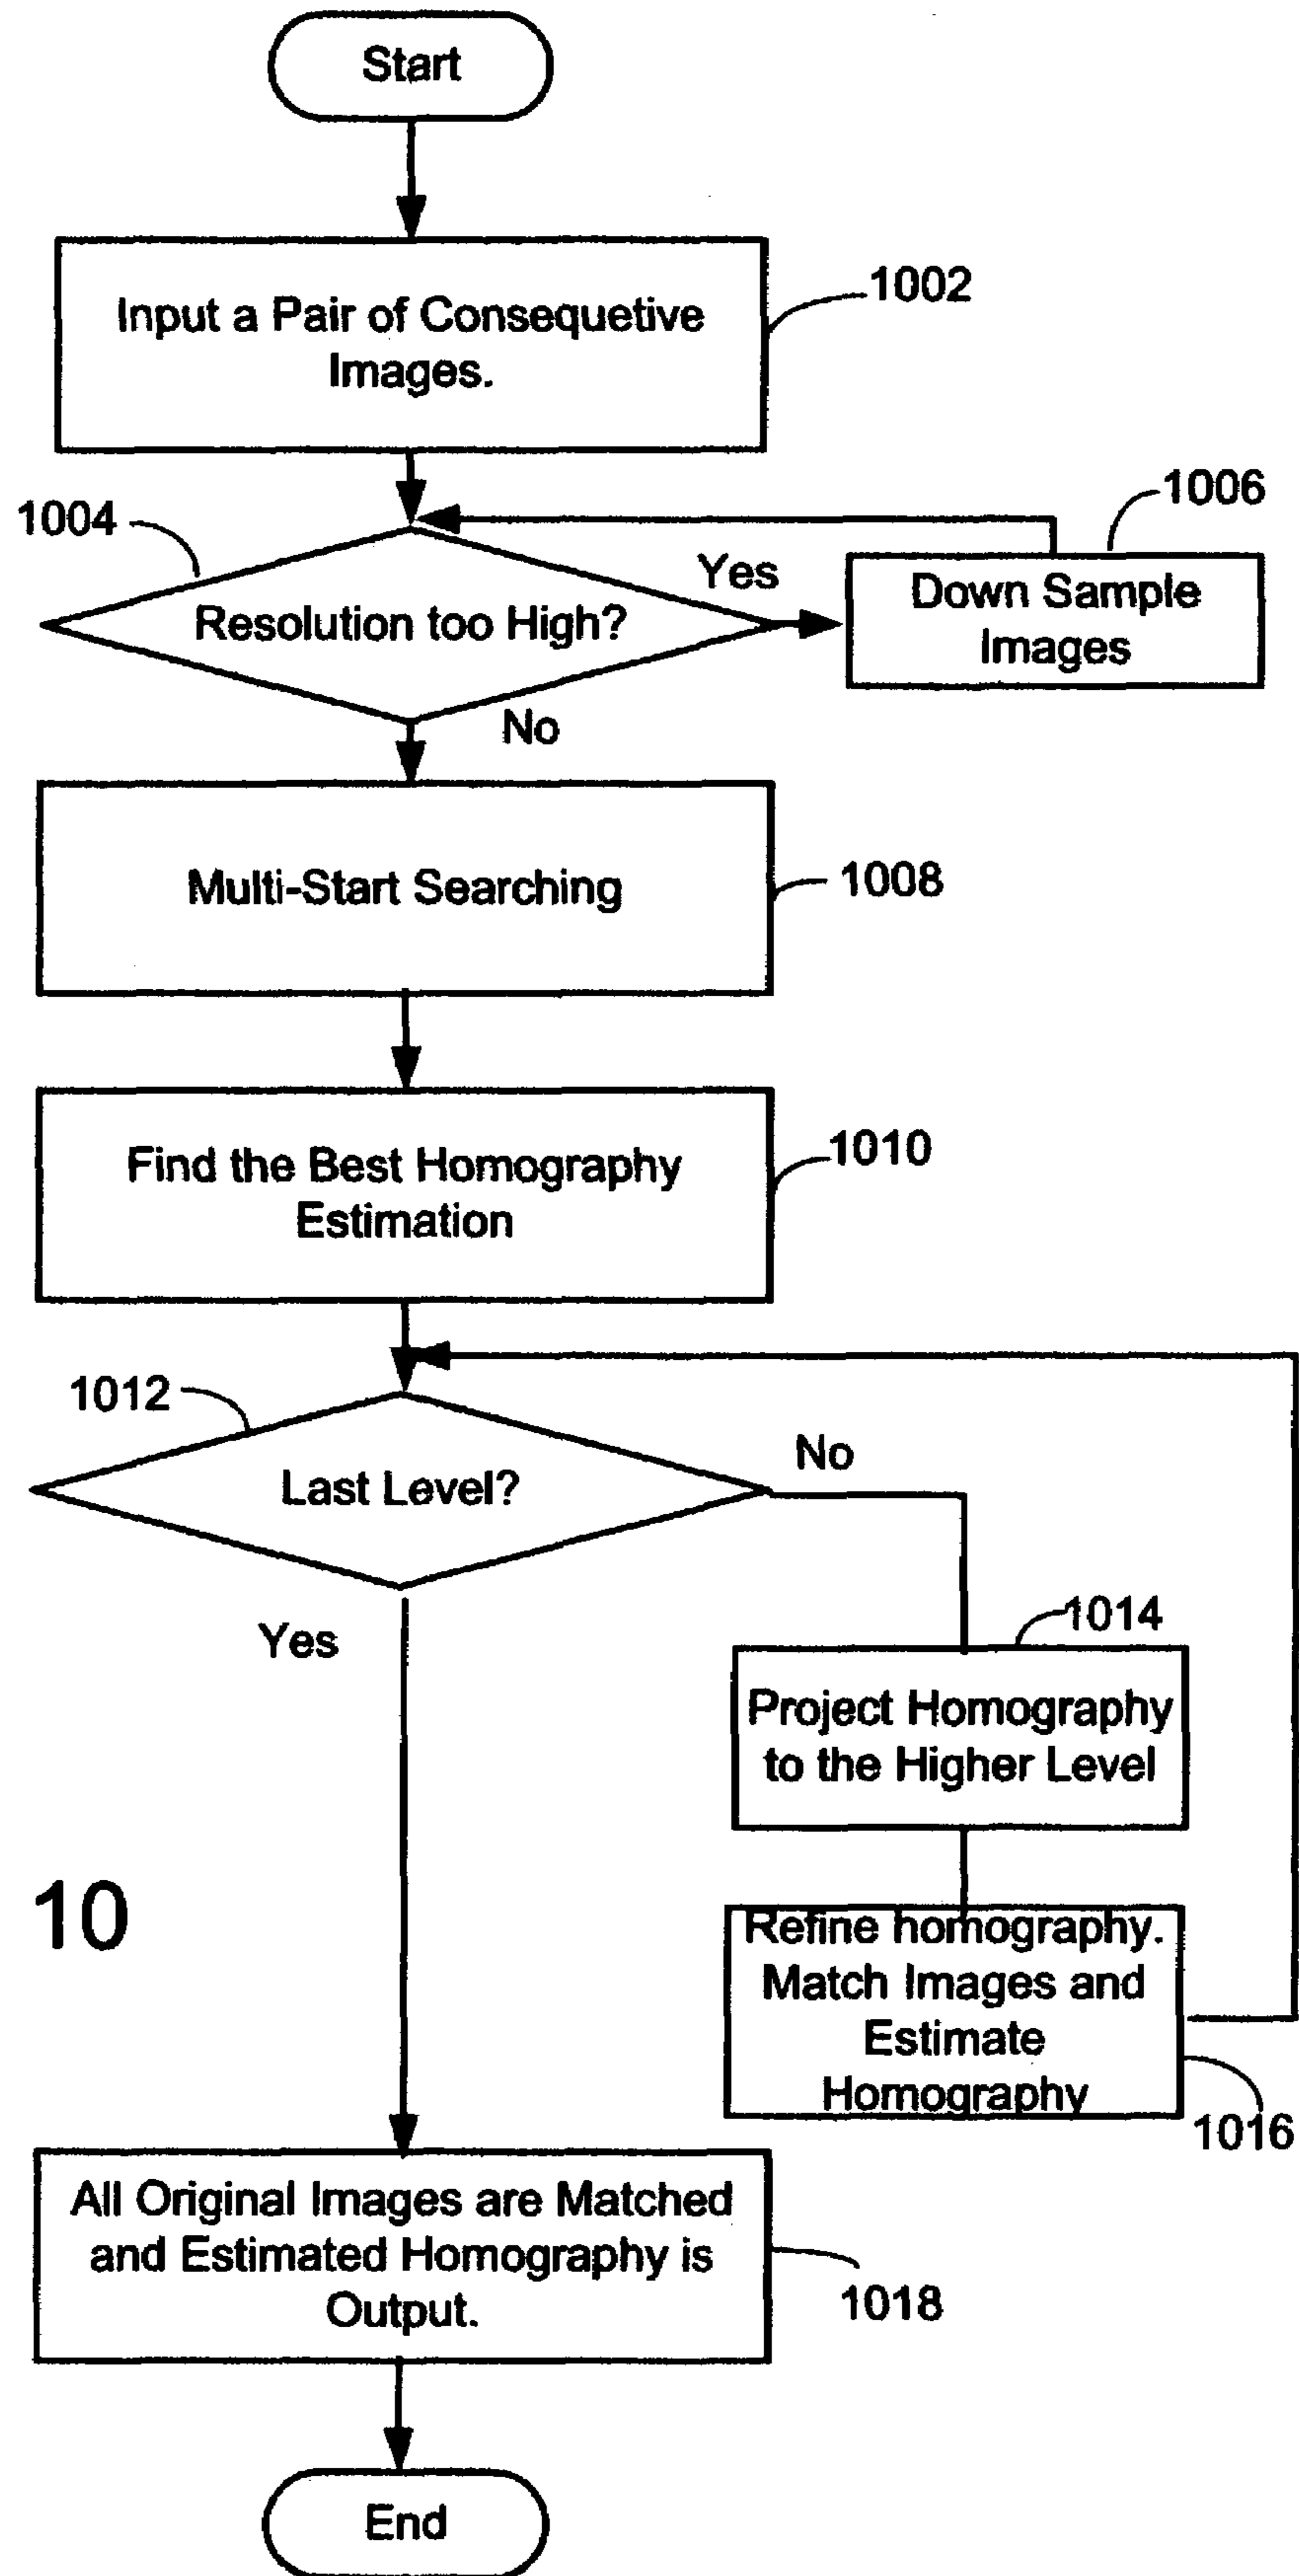 Start
Input a Pair of Consequetive
Images.
1002
1004
Resolution too High?
Yes
1006
Down Sample
Images
No
Multi-Start Searching
1008
Find the Best Homography
Estimation
1010
1012
Last Level?
No
Yes
1014
Project Homography
to the Higher Level
10
Refine homography.
Match Images and
Estimate
Homography
1016
All Original Images are Matched
and Estimated Homography is
Output.
1018
End